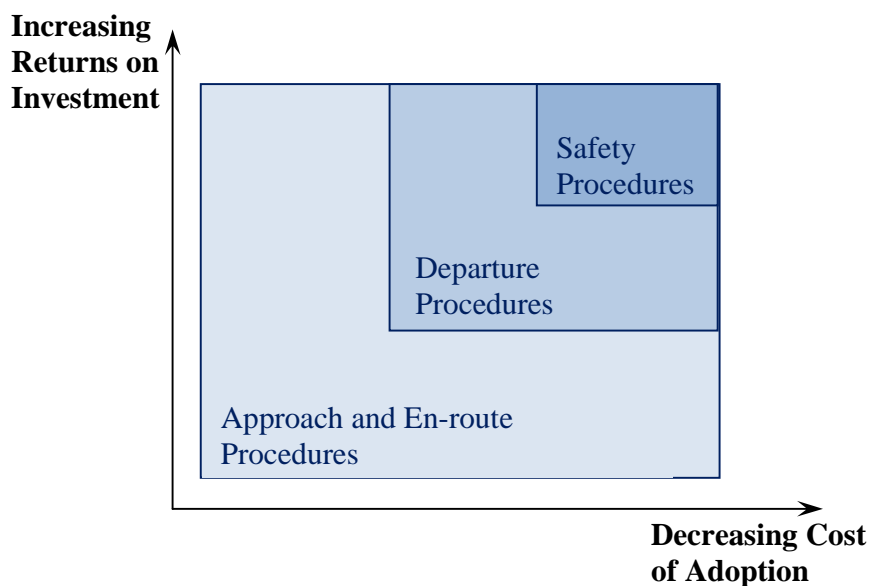 Increasing
Returns on
Investment
Safety
Procedures
Departure
Procedures
Approach and En-route
Procedures
Decreasing Cost
of Adoption